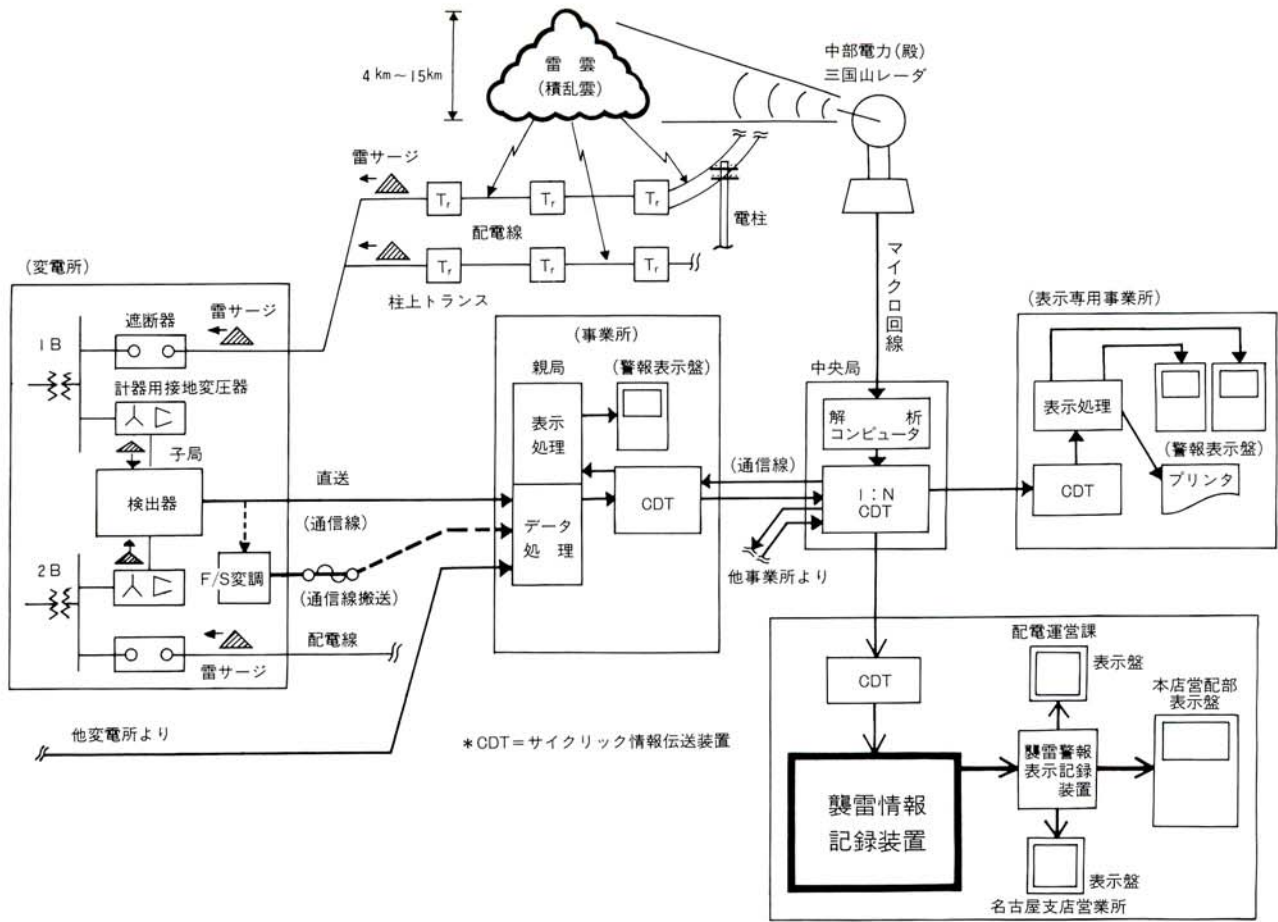 4km～15km
雷 雲
(積乱雲)
中部電力(殿)
三国山レーダ
雷サージ
Tr
Tr
Tr
配電線
電柱
Tr
Tr
Tr
柱上トランス
マイクロ回線
(変電所)
1B
遮断器
雷サージ
計器用接地変圧器
子局
検出器
2B
F/S変調
配電線
雷サージ
直送
(通信線)
(通信線搬送)
他変電所より
(事業所)
親局
(警報表示盤)
表示
処理
データ
処 理
CDT
(通信線)
中央局
解 析
コンピュータ
1:N
CDT
他事業所より
(表示専用事業所)
表示処理
(警報表示盤)
CDT
プリンタ
*CDT=サイクリック情報伝送装置
CDT
襲雷情報
記録装置
配電運営課
表示盤
本店営配部
表示盤
襲雷警報
表示記録
装置
表示盤
名古屋支店営業所